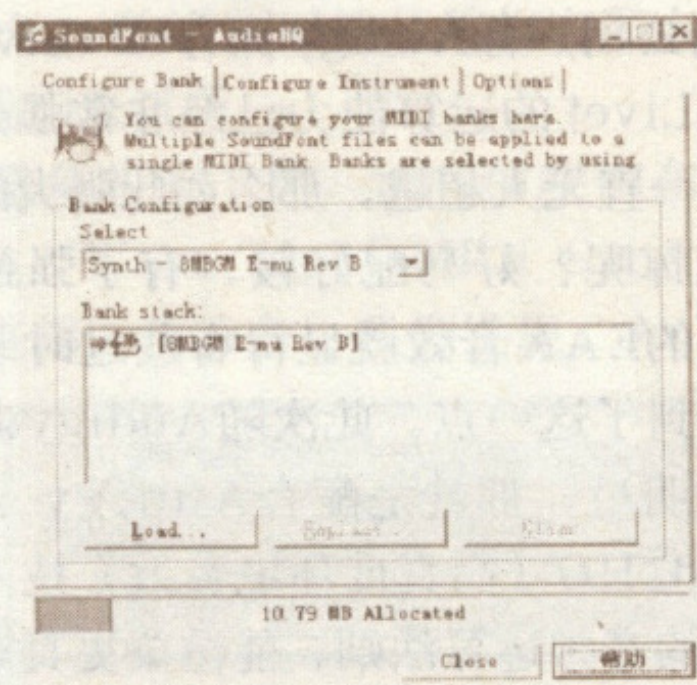 SoundFont - AudioHQ
Configure Bank Configure Instrument Options
You can configure your MIDI banks here.
Multiple SoundFont files can be applied to a
single MIDI Bank. Banks are selected by using
Bank Configuration
Select
Synth - 8MBGM E-mu Rev B
Bank stack:
[8MBGM E-mu Rev B]
Load... Replace... Clear
10.79 MB Allocated
Close 帮助